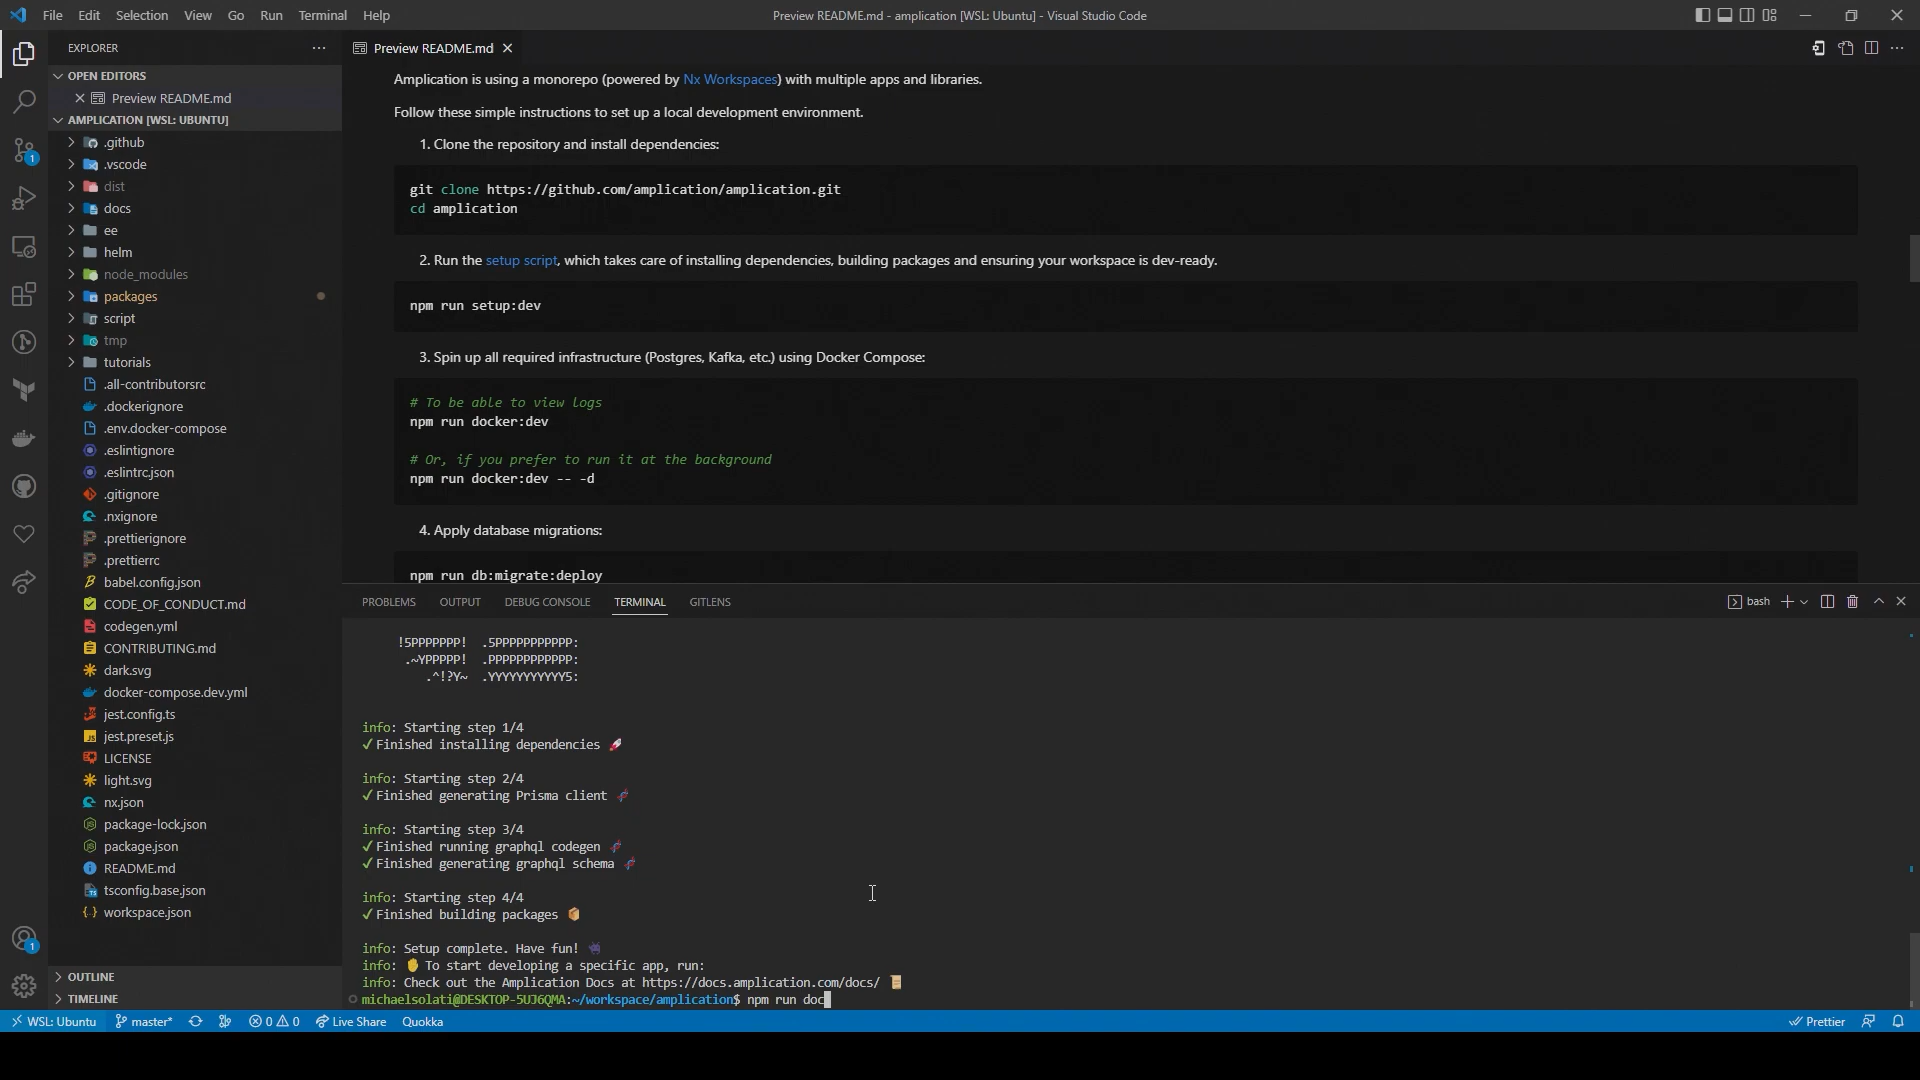 File Edit Selection View Go Run Terminal Help
Preview README.md - amplication [WSL: Ubuntu] - Visual Studio Code
EXPLORER
OPEN EDITORS
Preview README.md
AMPLICATION [WSL: UBUNTU]
.github
.vscode
dist
docs
ee
helm
node_modules
packages
script
tmp
tutorials
.all-contributorsrc
.dockerignore
.env.docker-compose
.eslintignore
.eslintrc.json
.gitignore
.nxignore
.prettierignore
.prettierrc
babel.config.json
CODE_OF_CONDUCT.md
codegen.yml
CONTRIBUTING.md
dark.svg
docker-compose.dev.yml
jest.config.ts
jest.preset.js
LICENSE
light.svg
nx.json
package-lock.json
package.json
README.md
tsconfig.base.json
workspace.json
OUTLINE
TIMELINE
1
1
Preview README.md
Amplication is using a monorepo (powered by Nx Workspaces) with multiple apps and libraries.
Follow these simple instructions to set up a local development environment.
1. Clone the repository and install dependencies:
git clone https://github.com/amplication/amplication.git
cd amplication
2. Run the setup script, which takes care of installing dependencies, building packages and ensuring your workspace is dev-ready.
npm run setup:dev
3. Spin up all required infrastructure (Postgres, Kafka, etc.) using Docker Compose:
# To be able to view logs
npm run docker:dev
# Or, if you prefer to run it at the background
npm run docker:dev -- -d
4. Apply database migrations:
npm run db:migrate:deploy
PROBLEMS OUTPUT DEBUG CONSOLE TERMINAL GITLENS
bash
!5PPPPPPP! .5PPPPPPPPPPP:
.~YPPPPP! .PPPPPPPPPPPP:
.^!?Y~ .YYYYYYYYYYY5:
info: Starting step 1/4
✓ Finished installing dependencies 🚀
info: Starting step 2/4
✓ Finished generating Prisma client 🧬
info: Starting step 3/4
✓ Finished running graphql codegen 🧬
✓ Finished generating graphql schema 🧬
info: Starting step 4/4
✓ Finished building packages 📦
info: Setup complete. Have fun! 👾
info: ✋ To start developing a specific app, run:
info: Check out the Amplication Docs at https://docs.amplication.com/docs/ 📜
michaelsolati@DESKTOP-5UJ6QMA:~/workspace/amplication$ npm run doc
WSL: Ubuntu master* 0 0 Live Share Quokka Prettier